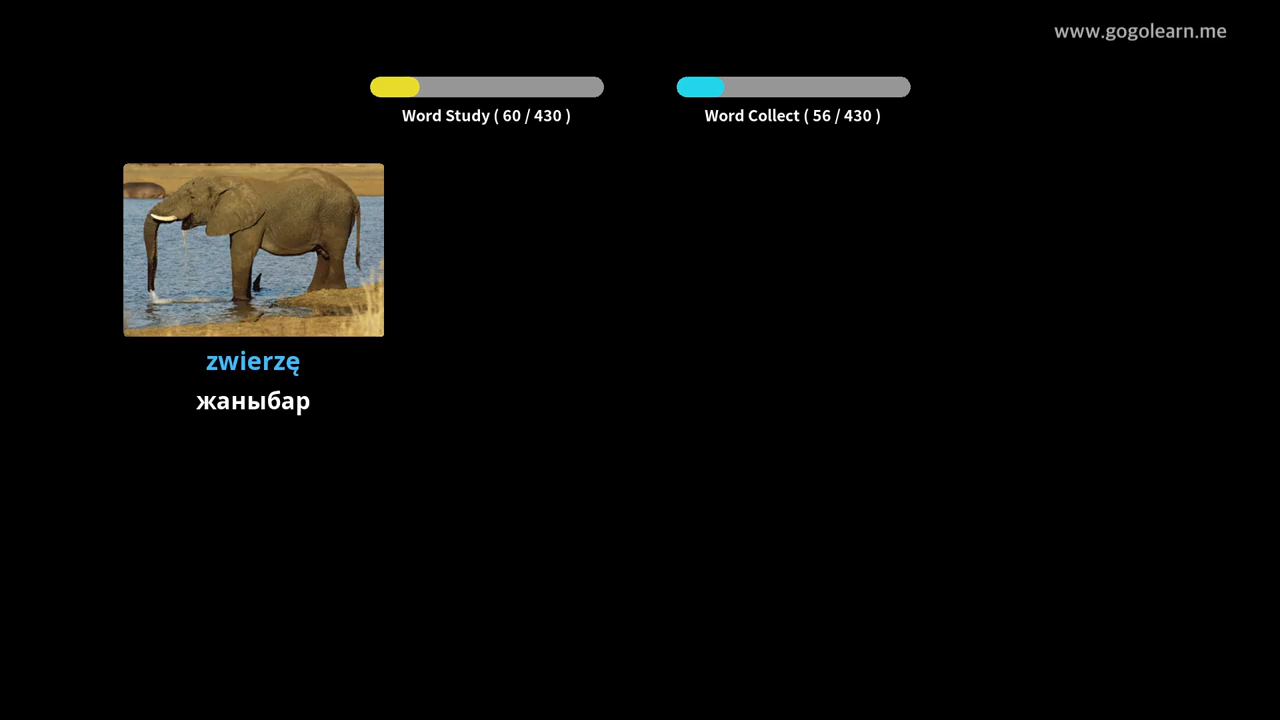 www.gogolearn.me
Word Study ( 60 / 430 )
Word Collect ( 56 / 430 )
zwierzę
жаныбар